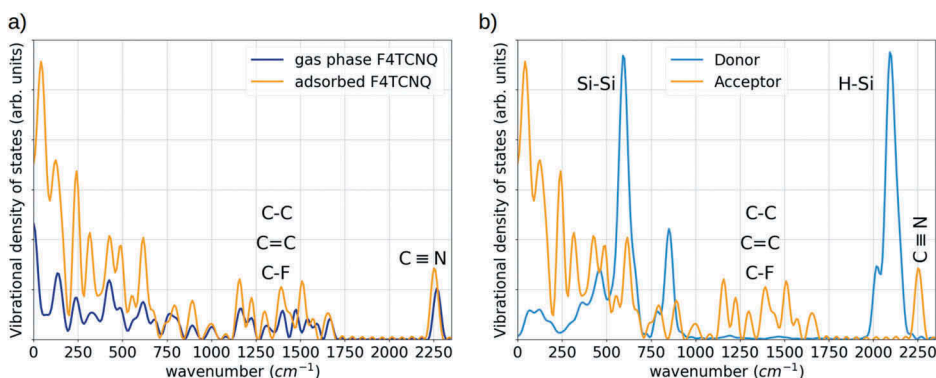 a)
Vibrational density of states (arb. units)
gas phase F4TCNQ
adsorbed F4TCNQ
C-C
C=C
C-F
C≡N
0 250 500 750 1000 1250 1500 1750 2000 2250
wavenumber (cm⁻¹)
b)
Vibrational density of states (arb. units)
Donor
Acceptor
Si-Si
H-Si
C-C
C=C
C-F
C≡N
0 250 500 750 1000 1250 1500 1750 2000 2250
wavenumber (cm⁻¹)